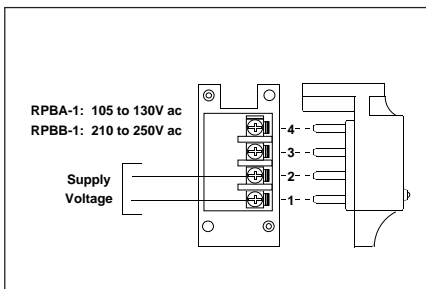 RPBA-1: 105 to 130V ac
RPBB-1: 210 to 250V ac
Supply
Voltage
4
3
2
1